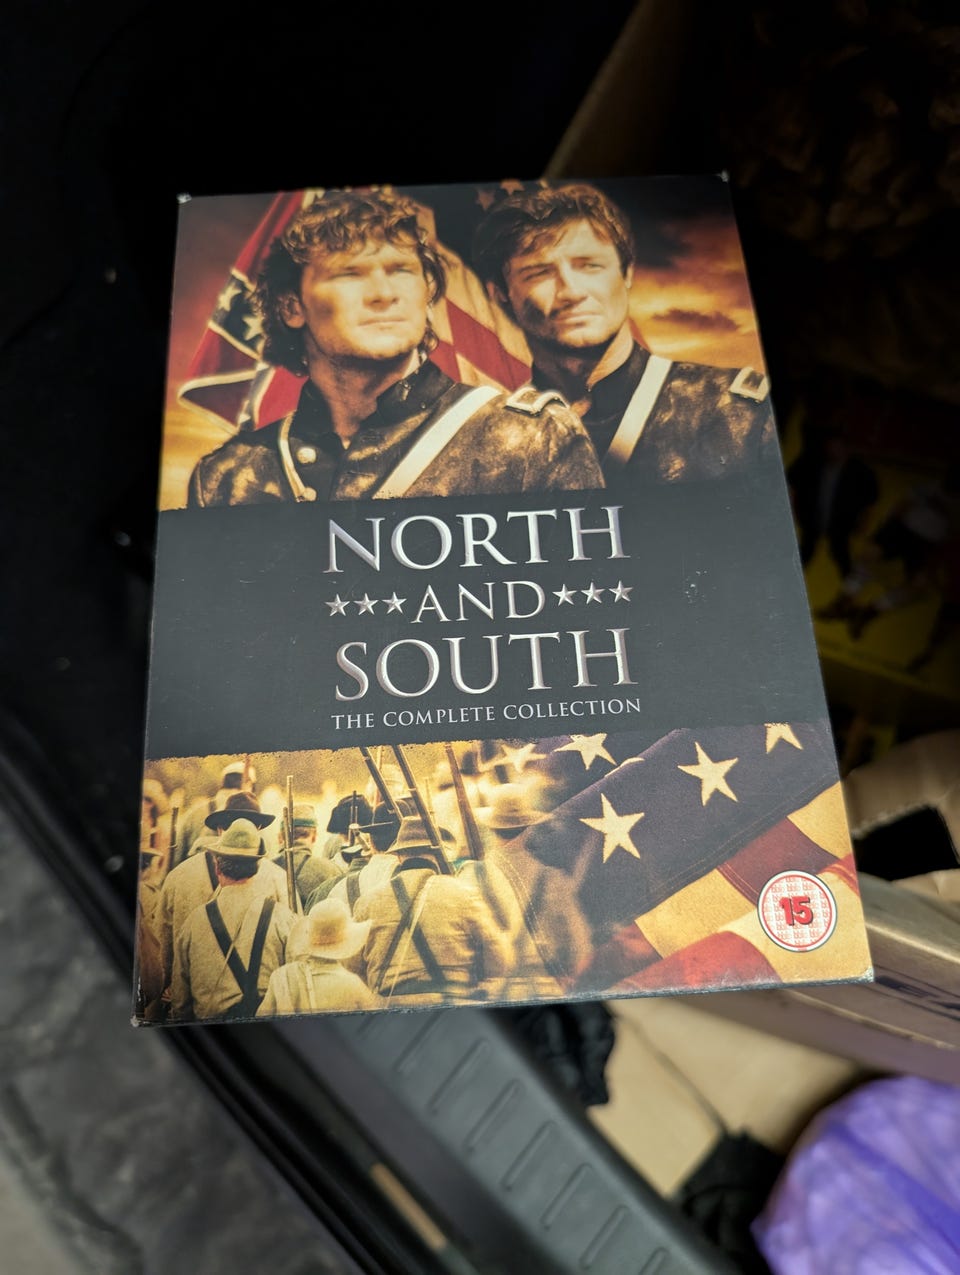 NORTH
AND
SOUTH
THE COMPLETE COLLECTION
15